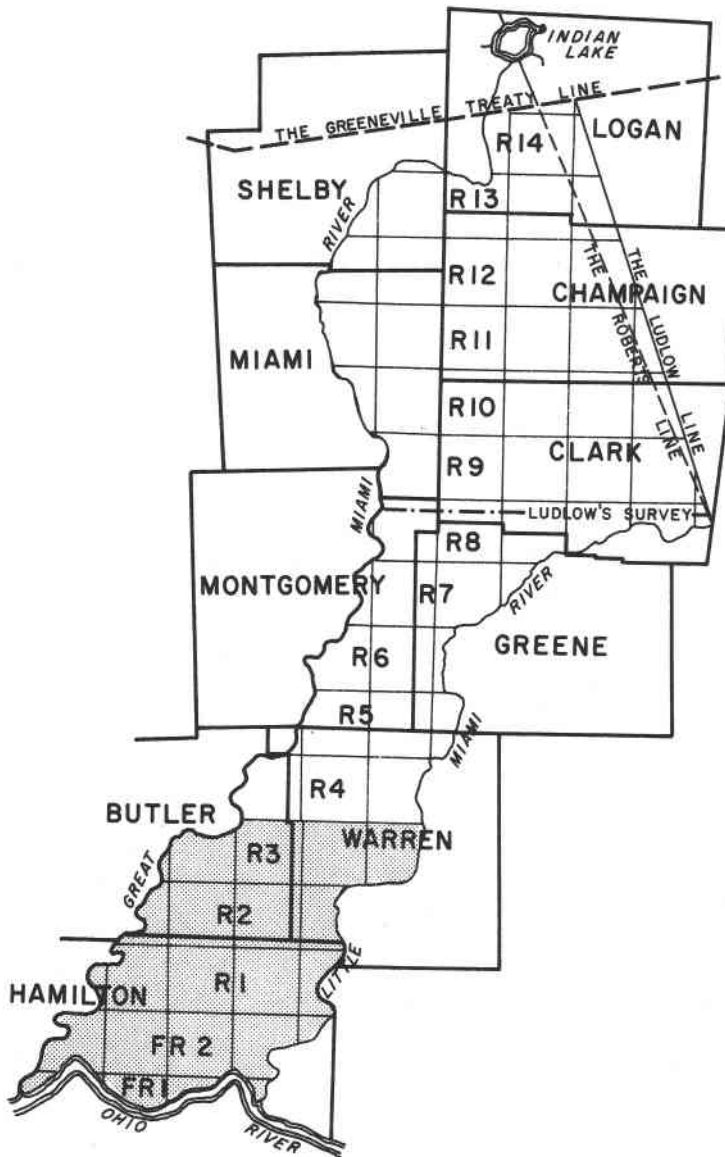 INDIAN
LAKE
THE GREENEVILLE TREATY LINE
LOGAN
R14
SHELBY
R13
RIVER
R12
THE LUDLOW LINE
THE ROBERTS LINE
CHAMPAIGN
R11
MIAMI
R10
CLARK
R9
MIAMI
LUDLOW'S SURVEY
R8
MONTGOMERY
R7
RIVER
GREENE
R6
R5
MIAMI
R4
BUTLER
WARREN
R3
GREAT
R2
LITTLE
HAMILTON
R1
FR 2
FR 1
OHIO
RIVER